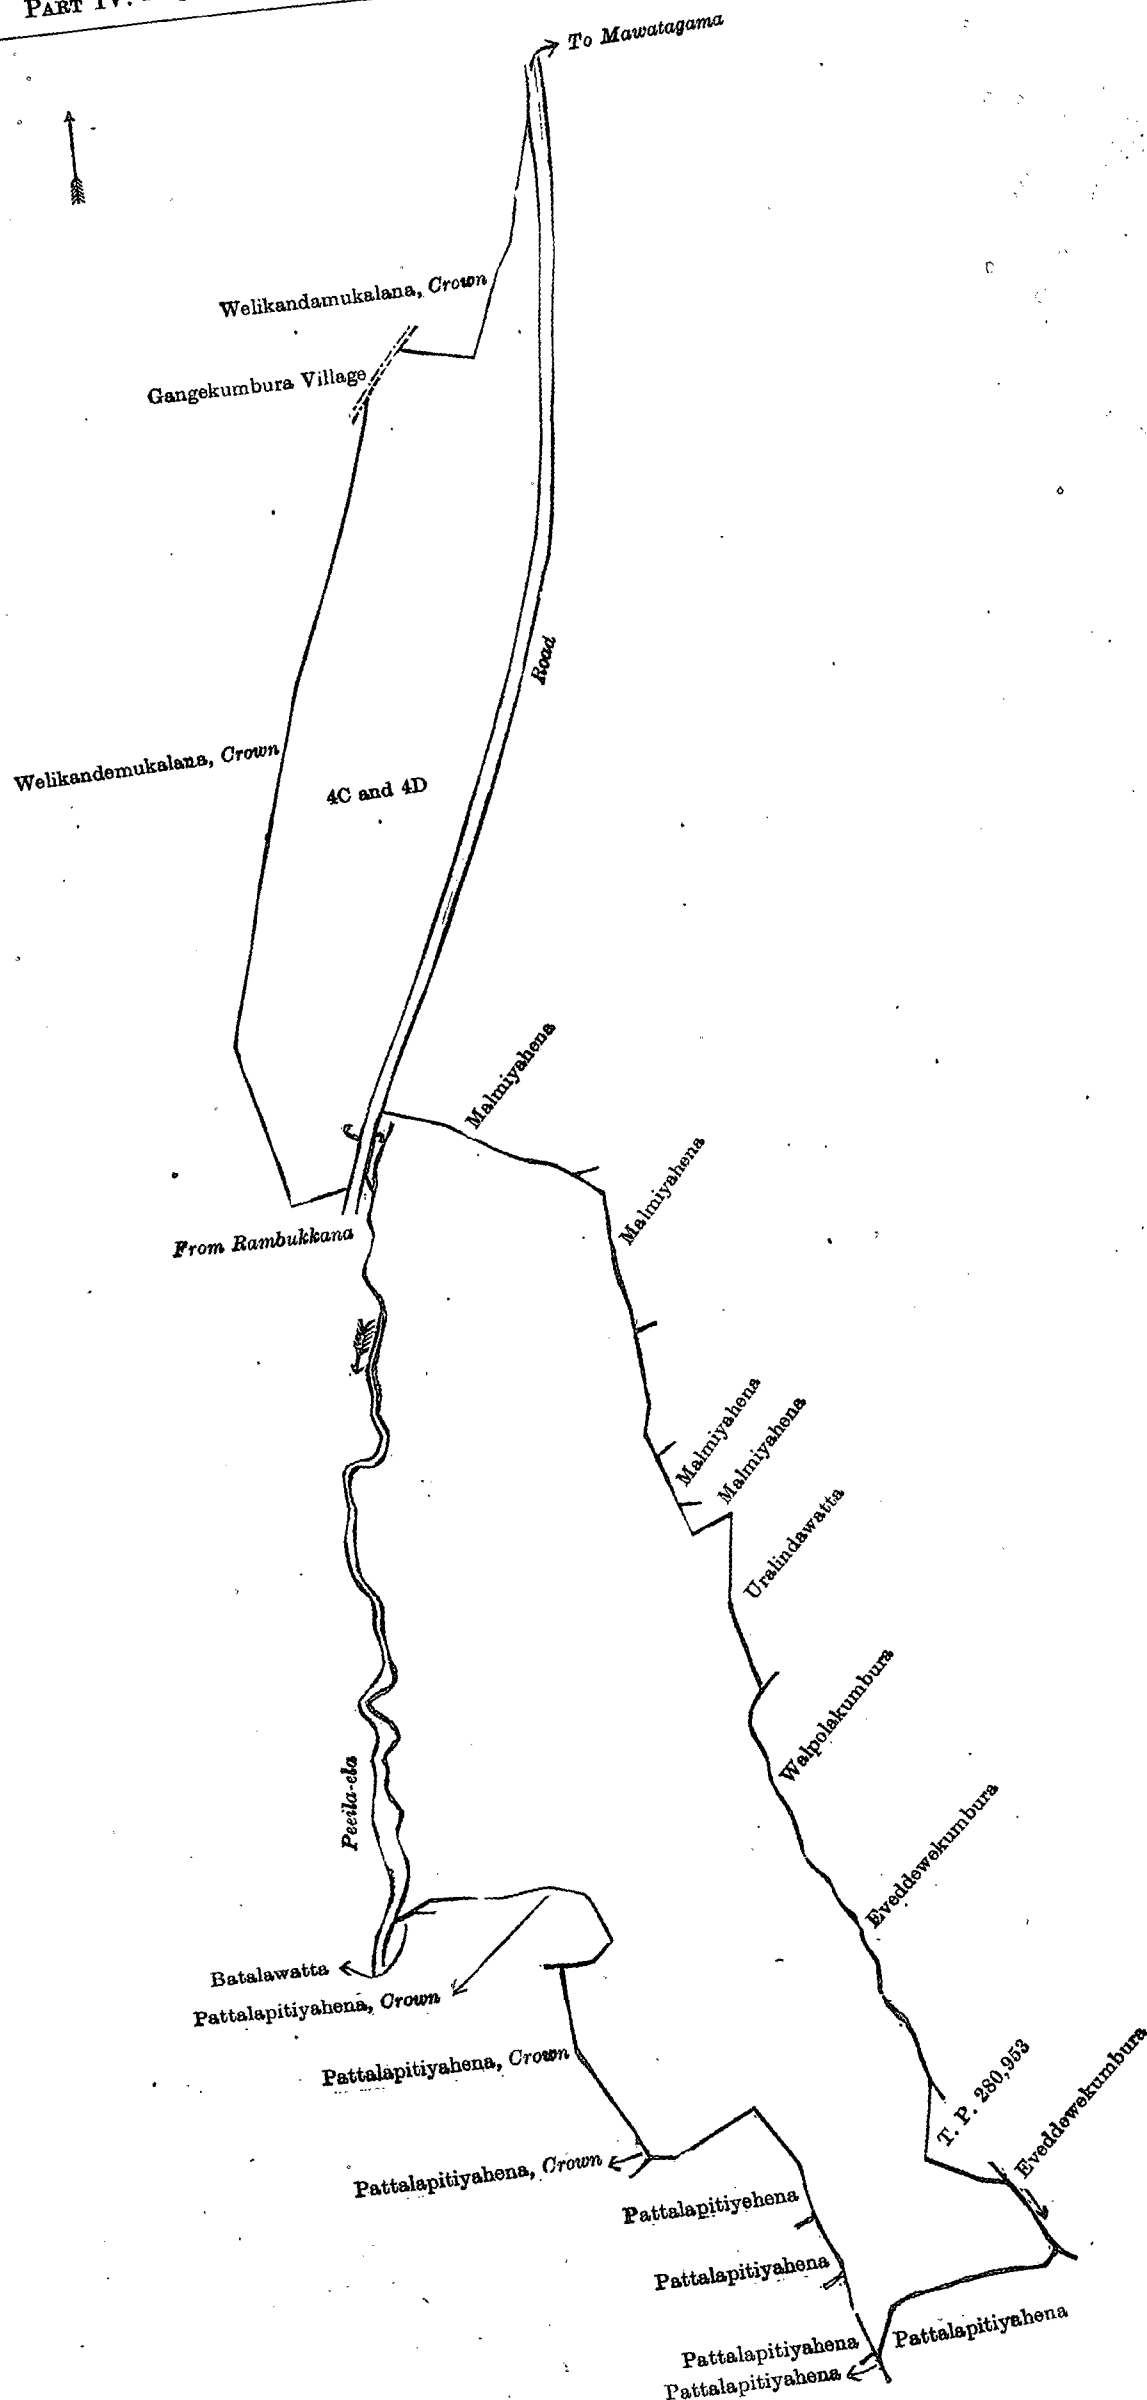 PART IV.
To Mawatagama
Welikandamukalana, Crown
Gangekumbura Village
Road
Welikandemukalana, Crown
4C and 4D
Malmiyahena
Malmiyahena
From Rambukkana
Malmiyahena
Malmiyahena
Uralindawatta
Walpolakumbura
Peeila-ela
Eveddewekumbura
Batalawatta
Pattalapitiyahena, Crown
Pattalapitiyahena, Crown
T. P. 280,953
Eveddewekumbura
Pattalapitiyahena, Crown
Pattalapitiyehena
Pattalapitiyahena
Pattalapitiyahena
Pattalapitiyahena
Pattalapitiyahena